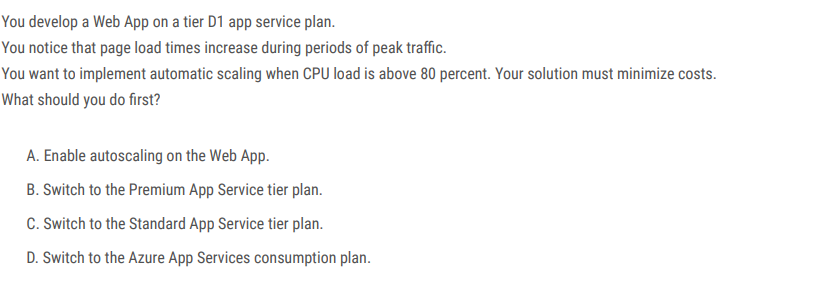 You develop a Web App on a tier D1 app service plan.
You notice that page load times increase during periods of peak traffic.
You want to implement automatic scaling when CPU load is above 80 percent. Your solution must minimize costs.
What should you do first?
A. Enable autoscaling on the Web App.
B. Switch to the Premium App Service tier plan.
C. Switch to the Standard App Service tier plan.
D. Switch to the Azure App Services consumption plan.